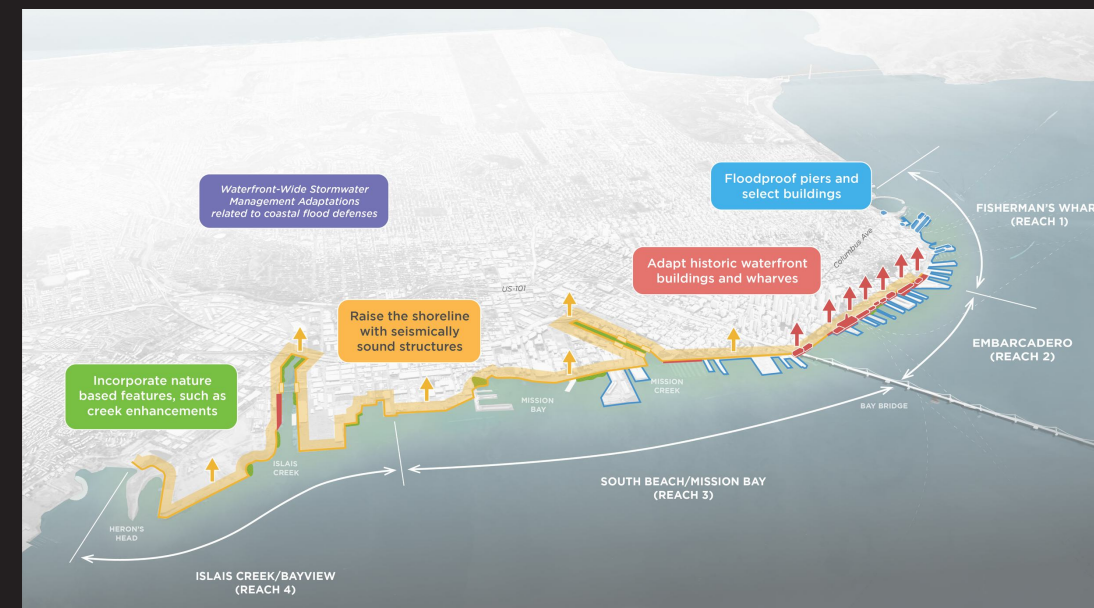 Waterfront-Wide Stormwater
Management Adaptations
related to coastal flood defenses
Floodproof piers and
select buildings
FISHERMAN'S WHAR
(REACH 1)
Columbus Ave
Adapt historic waterfront
buildings and wharves
US-101
Raise the shoreline
with seismically
sound structures
EMBARCADERO
(REACH 2)
Incorporate nature
based features, such as
creek enhancements
MISSION
CREEK
MISSION
BAY
BAY BRIDGE
ISLAIS
CREEK
SOUTH BEACH/MISSION BAY
(REACH 3)
HERON'S
HEAD
ISLAIS CREEK/BAYVIEW
(REACH 4)